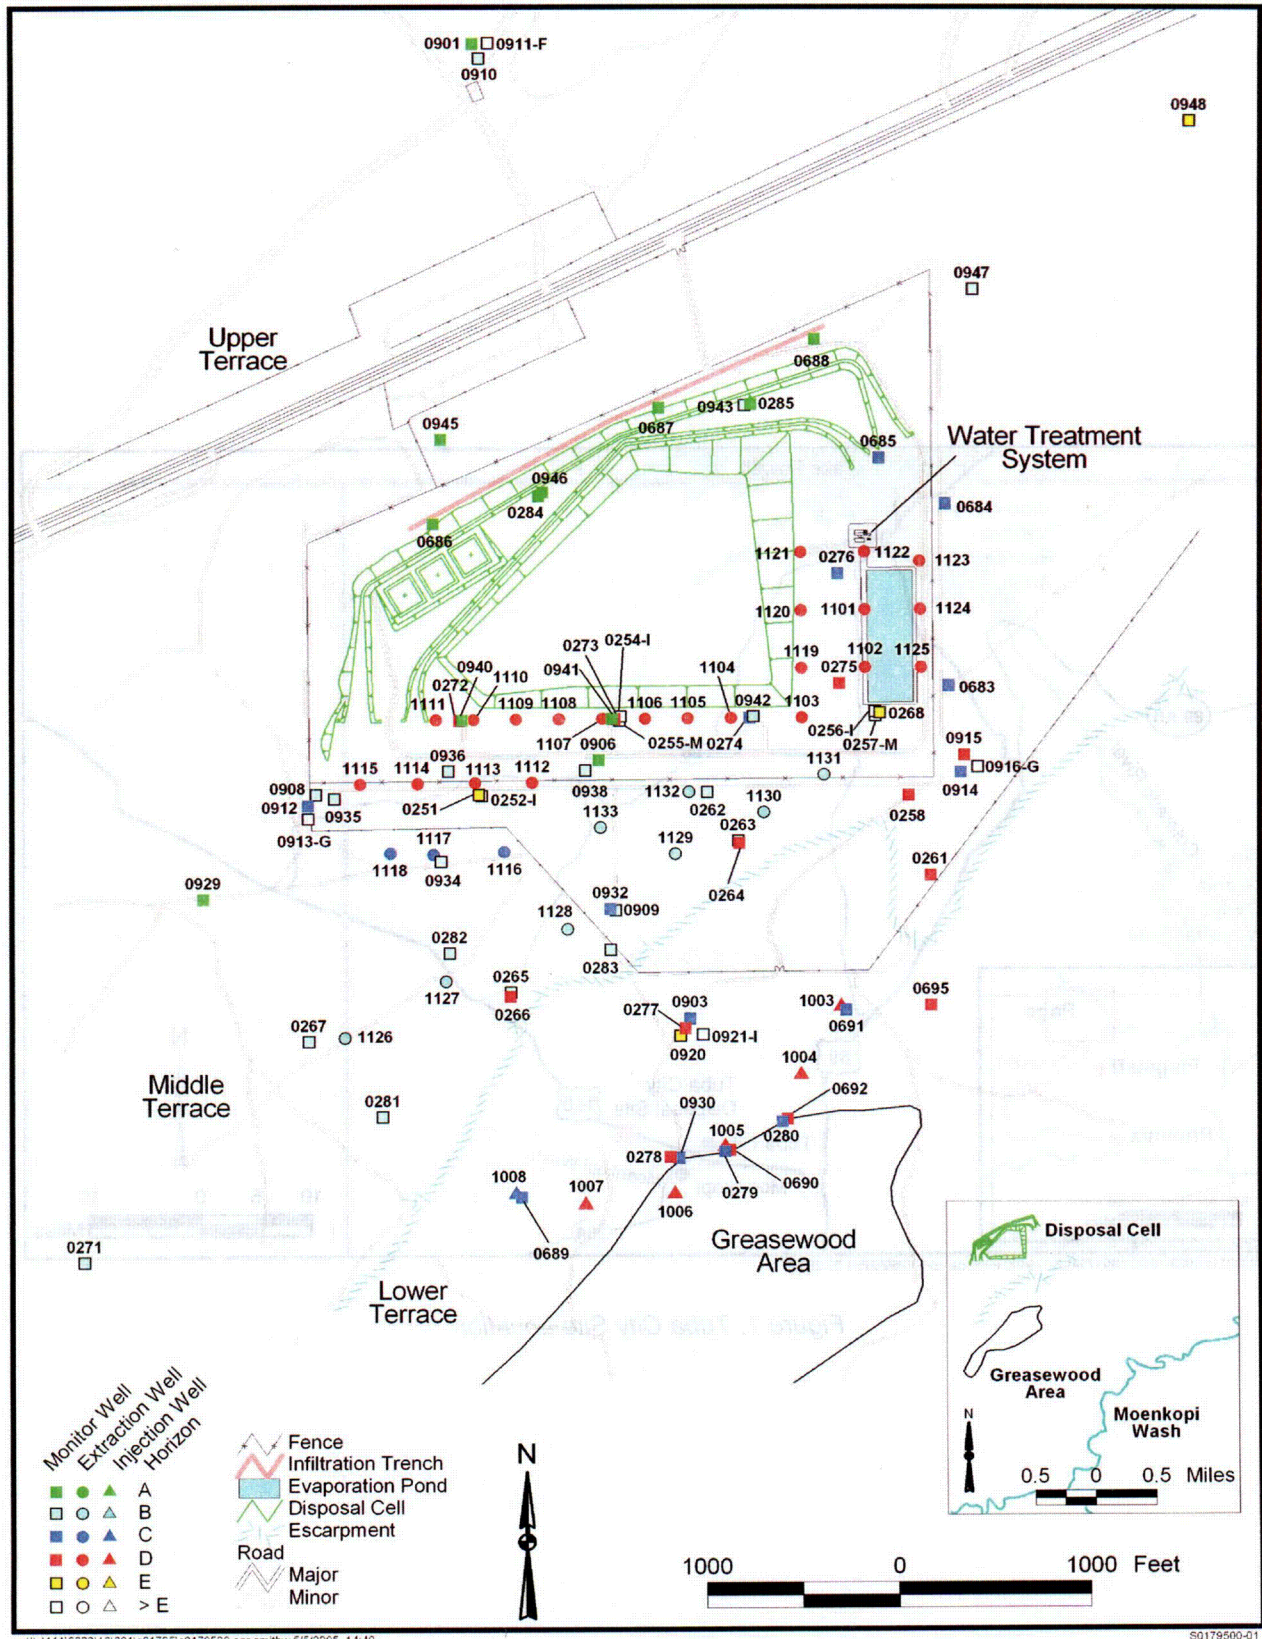 0901
0911-F
0910
0948
0947
Upper
Terrace
0688
0943
0285
0687
0945
0685
Water Treatment
System
0946
0284
0684
0686
1121
0276
1122
1123
1120
1101
1124
0254-I
0273
1119
1102
1125
0940
0941
1104
0275
0272
1110
0683
1111
1109
1108
1106
1105
0942
1103
0268
1107
0255-M
0274
0256-I
0257-M
0906
0915
0936
1131
0916-G
1115
1114
1113
1112
0938
0914
0908
1132
1130
0912
0935
0251
0252-I
0262
0258
0913-G
1133
0263
1117
1129
0261
1118
0934
1116
0264
0929
0932
1128
0909
0282
0283
0265
1127
0903
1003
0695
0277
0266
0267
1126
0921-I
0691
0920
1004
Middle
Terrace
0692
0281
0930
1005
0280
0278
1008
1007
0279
0690
1006
0689
Greasewood
Area
0271
Lower
Terrace
Disposal Cell
Greasewood
Area
Moenkopi
Wash
N
0.5 0 0.5 Miles
Monitor Well
Extraction Well
Injection Well
Horizon
A
B
C
D
E
> E
Fence
Infiltration Trench
Evaporation Pond
Disposal Cell
Escarpment
Road
Major
Minor
N
1000 0 1000 Feet
S0179500-01